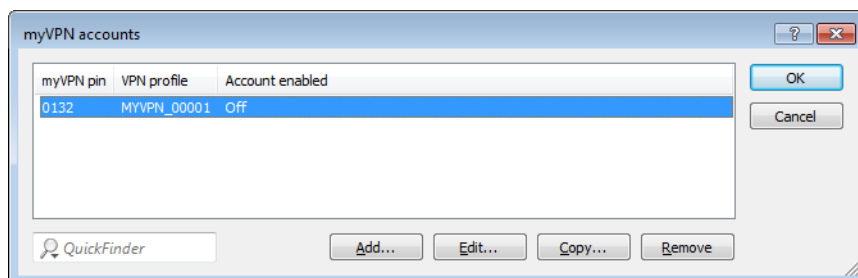 myVPN accounts
?
myVPN pin VPN profile Account enabled
0132 MYVPN_00001 Off
OK
Cancel
QuickFinder
Add... Edit... Copy... Remove